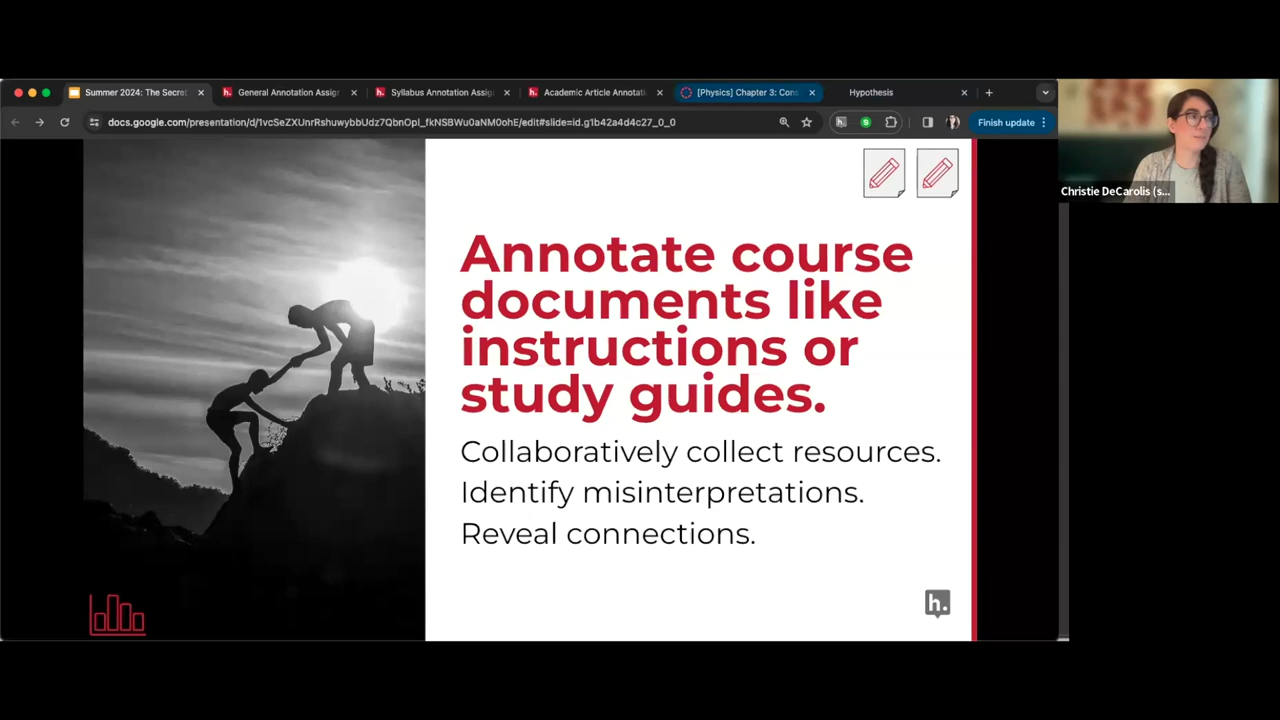 Summer 2024: The Secre
General Annotation Assign
Syllabus Annotation Assig
Academic Article Annotati
[Physics] Chapter 3: Con
Hypothesis
docs.google.com/presentation/d/1vcSeZXUnrRshuwybbUdz7QbnOpI_fkNSBWu0aNM0ohE/edit#slide=id.g1b42a4d4c27_0_0
Finish update
Christie DeCarolis (s...
Annotate course
documents like
instructions or
study guides.
Collaboratively collect resources.
Identify misinterpretations.
Reveal connections.
h.